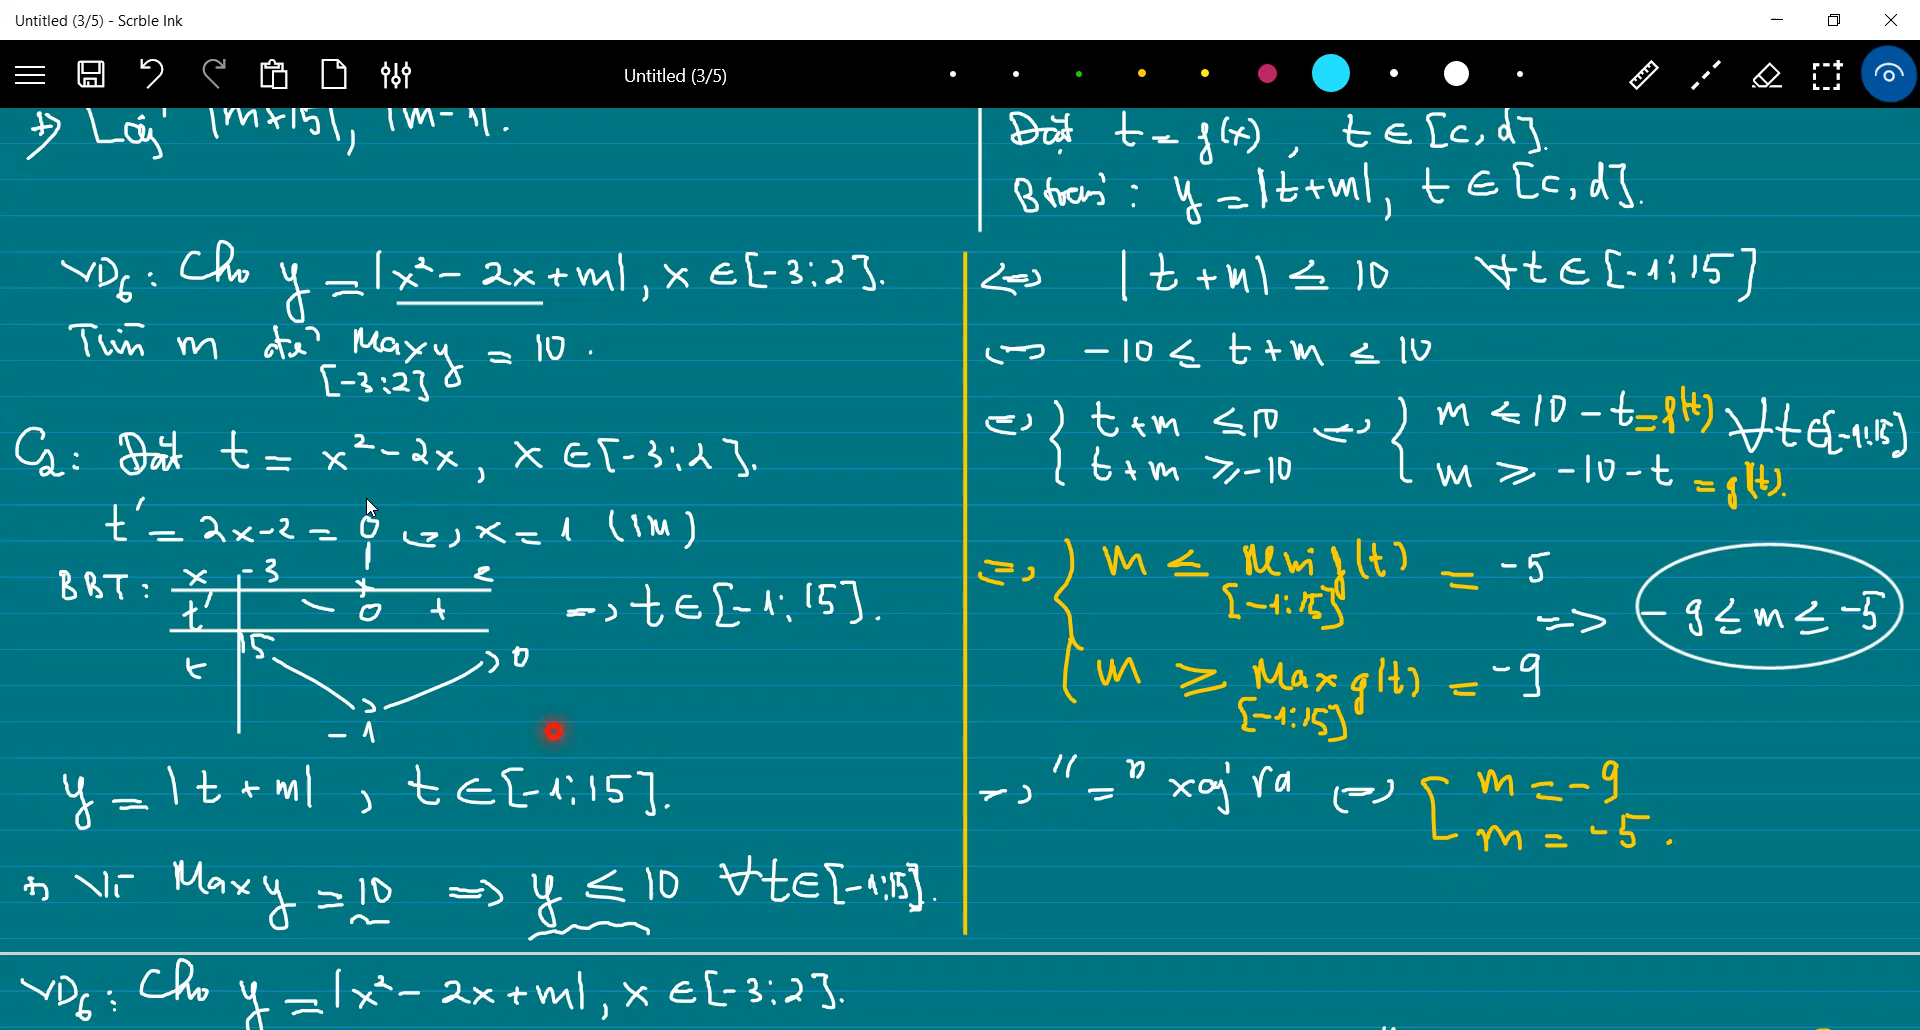 Untitled (3/5) - Scrble Ink
Untitled (3/5)
+) Lấy |m+15|, |m-1|.
Đặt t = f(x), t ∈ [c, d].
Btoán: y = |t+m|, t ∈ [c, d].
VD6: Cho y = |x² - 2x + m|, x ∈ [-3; 2].
Tìm m để Max y = 10.
[-3; 2]
C2: Đặt t = x² - 2x, x ∈ [-3; 2].
t' = 2x - 2 = 0 <=> x = 1 (TM)
BBT: x -3 1 2
t' - 0 + => t ∈ [-1; 15].
t 15 0
-1
y = |t + m|, t ∈ [-1; 15].
+) Vì Max y = 10 => y ≤ 10 ∀t ∈ [-1; 15].
<=> |t + m| ≤ 10 ∀t ∈ [-1; 15]
<=> -10 ≤ t + m ≤ 10
<=> { t + m ≤ 10 <=> { m ≤ 10 - t = f(t) ∀t ∈ [-1; 15]
t + m ≥ -10 m ≥ -10 - t = g(t).
<=> { m ≤ Min f(t) = -5
[-1; 15] => -9 ≤ m ≤ -5
m ≥ Max g(t) = -9
[-1; 15]
=> "=" xảy ra <=> [ m = -9
m = -5.
VD6: Cho y = |x² - 2x + m|, x ∈ [-3; 2].